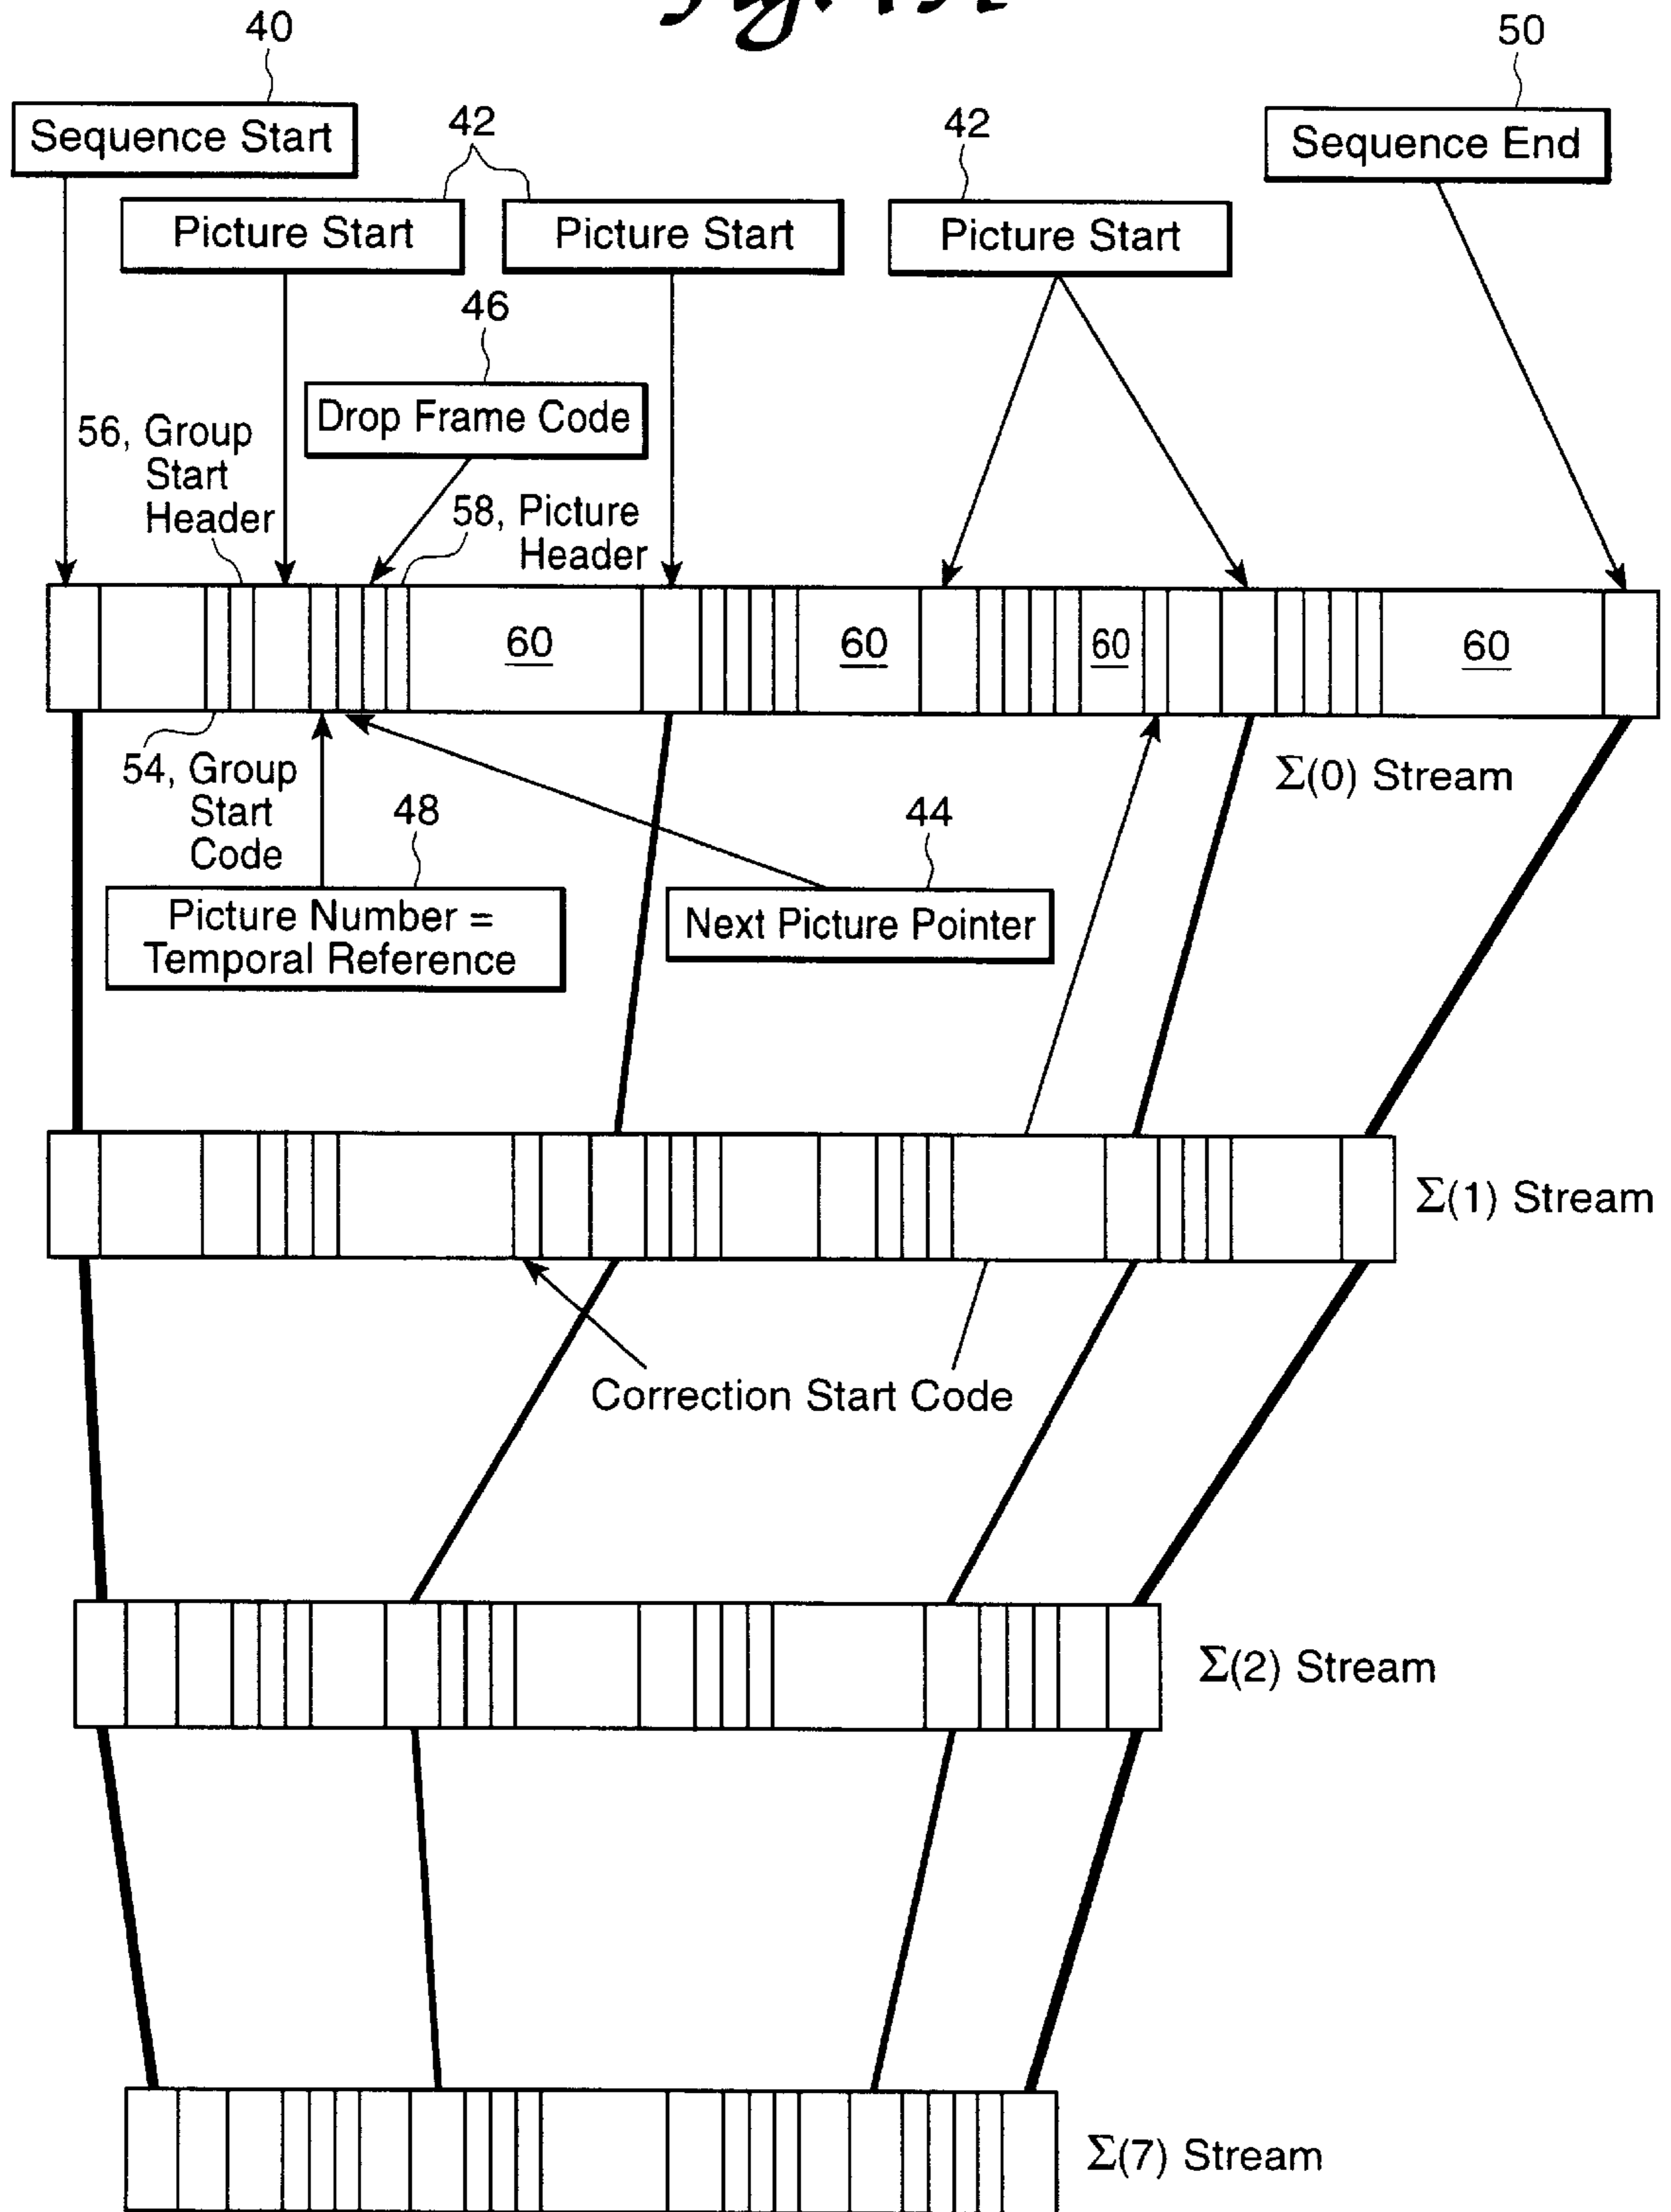 40
50
Sequence Start
42
42
Sequence End
Picture Start
Picture Start
Picture Start
46
Drop Frame Code
56, Group
Start
Header
58, Picture
Header
60
60
60
60
54, Group
Start
Code
Σ(0) Stream
48
44
Picture Number =
Temporal Reference
Next Picture Pointer
Σ(1) Stream
Correction Start Code
Σ(2) Stream
Σ(7) Stream